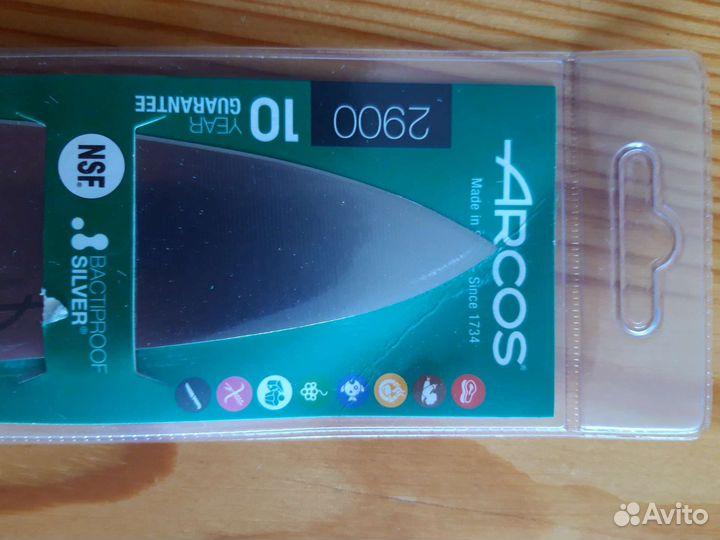 ARCOS®
Made in
Since 1734
2900
10
YEAR
GUARANTEE
NSF®
BACTIPROOF
SILVER®
Avito